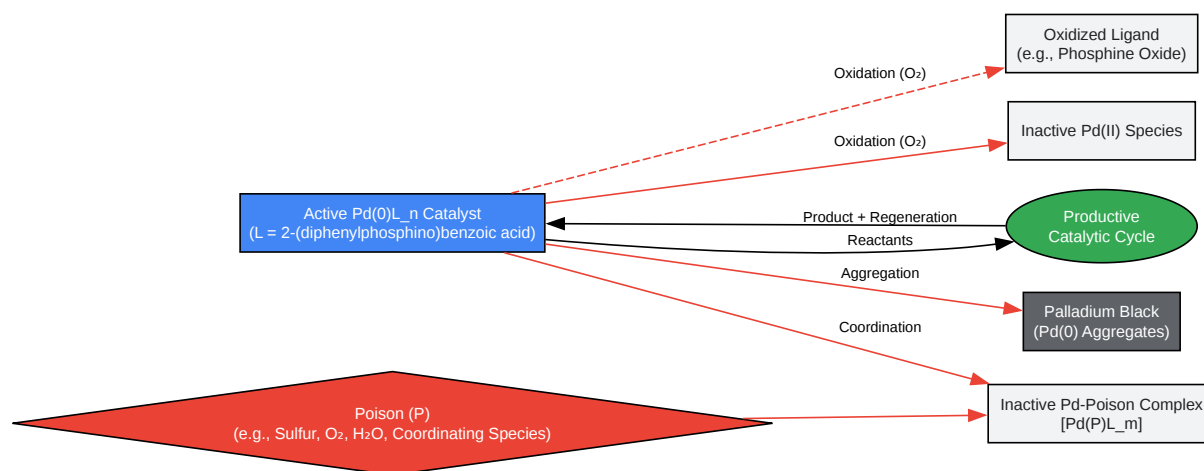 Oxidized Ligand
(e.g., Phosphine Oxide)
Oxidation (O₂)
Inactive Pd(II) Species
Oxidation (O₂)
Active Pd(0)L_n Catalyst
(L = 2-(diphenylphosphino)benzoic acid)
Product + Regeneration
Reactants
Productive
Catalytic Cycle
Aggregation
Palladium Black
(Pd(0) Aggregates)
Coordination
Poison (P)
(e.g., Sulfur, O₂, H₂O, Coordinating Species)
Inactive Pd-Poison Complex
[Pd(P)L_m]